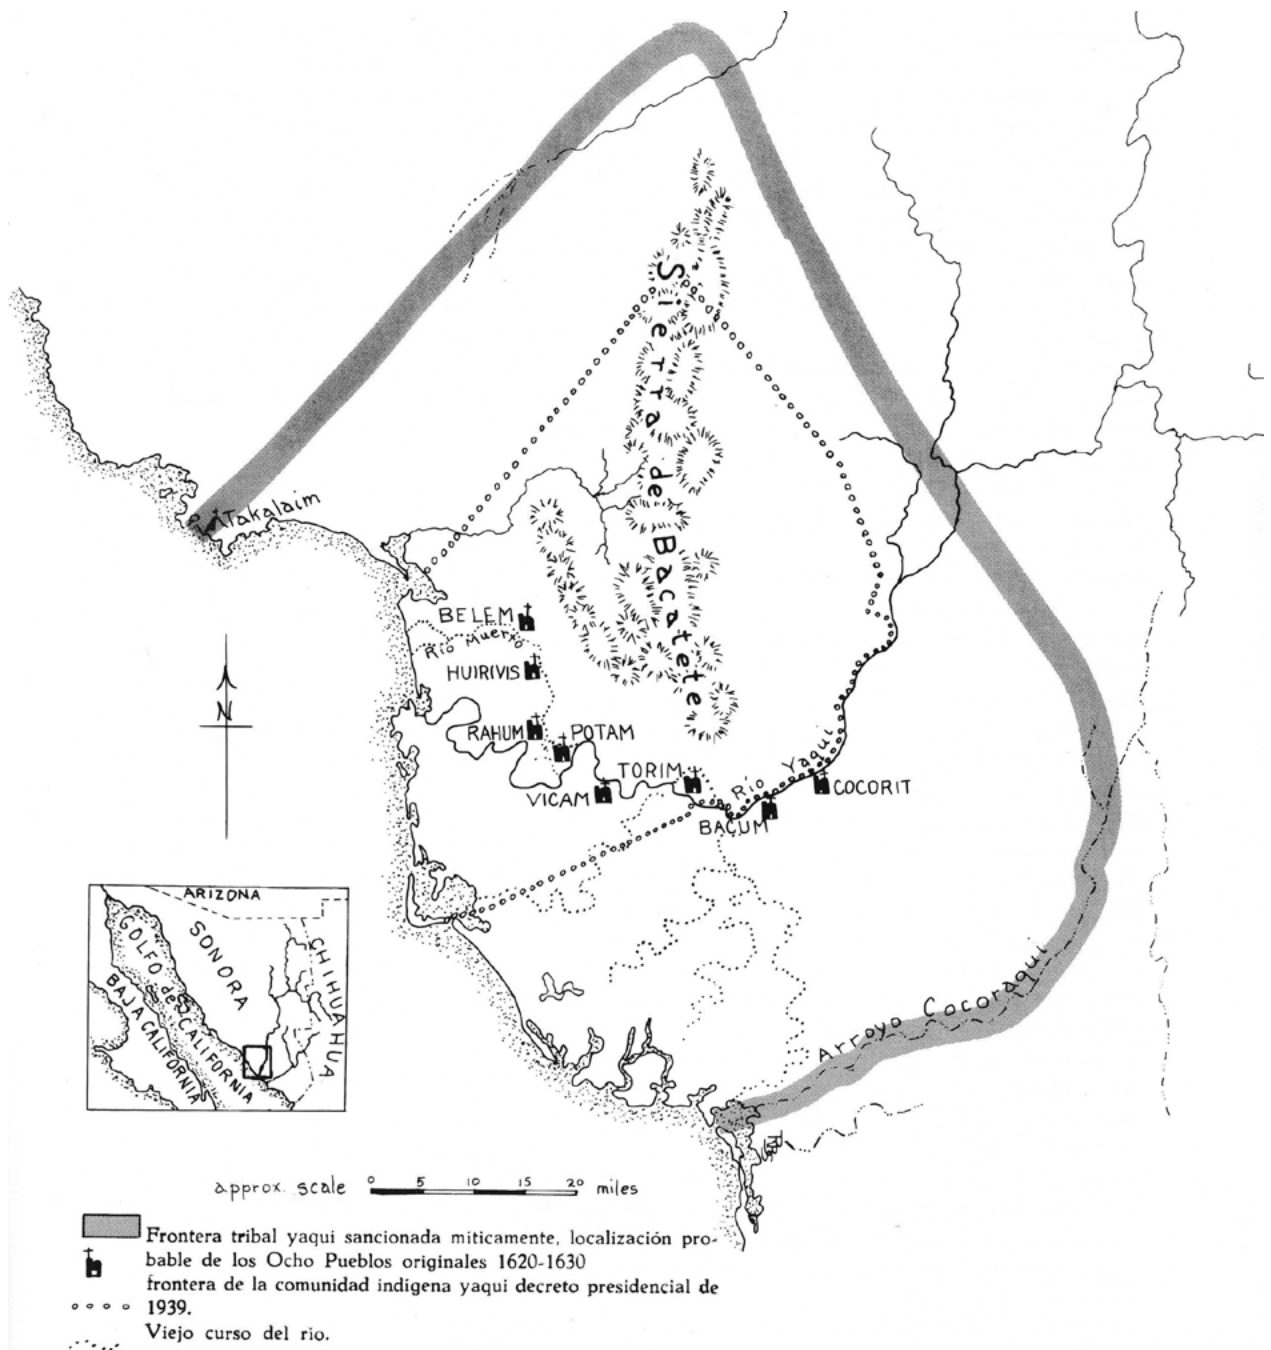 Sierra de Bacatete
Takalaim
BELEM
Río Muerto
HUIRIVIS
N
RAHUM
POTAM
TORIM
Río Yaqui
VICAM
COCORIT
BACUM
ARIZONA
GOLFO de CALIFORNIA
SONORA
CHIHUAHUA
BAJA CALIFORNIA
Arroyo Cocoraqui
approx. scale 0 5 10 15 20 miles
Frontera tribal yaqui sancionada miticamente, localización pro-
bable de los Ocho Pueblos originales 1620-1630
frontera de la comunidad indígena yaqui decreto presidencial de
1939.
Viejo curso del rio.